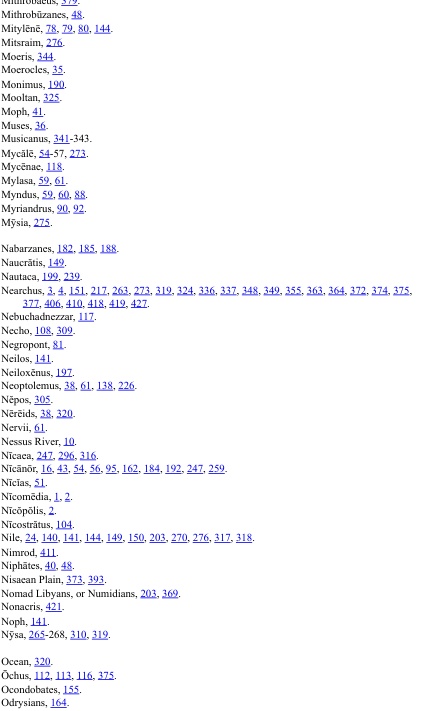 Mithrobaeus, 379.
Mithrobūzanes, 48.
Mitylēnē, 78, 79, 80, 144.
Mitsraim, 276.
Moeris, 344.
Moerocles, 35.
Monimus, 190.
Mooltan, 325.
Moph, 41.
Muses, 36.
Musicanus, 341-343.
Mycălē, 54-57, 273.
Mycēnae, 118.
Mylasa, 59, 61.
Myndus, 59, 60, 88.
Myriandrus, 90, 92.
Mȳsia, 275.
Nabarzanes, 182, 185, 188.
Naucrātis, 149.
Nautaca, 199, 239.
Nearchus, 3, 4, 151, 217, 263, 273, 319, 324, 336, 337, 348, 349, 355, 363, 364, 372, 374, 375,
377, 406, 410, 418, 419, 427.
Nebuchadnezzar, 117.
Necho, 108, 309.
Negropont, 81.
Neilos, 141.
Neiloxĕnus, 197.
Neoptolemus, 38, 61, 138, 226.
Nĕpos, 305.
Nērēids, 38, 320.
Nervii, 61.
Nessus River, 10.
Nīcaea, 247, 296, 316.
Nīcānōr, 16, 43, 54, 56, 95, 162, 184, 192, 247, 259.
Nīcīas, 51.
Nīcomēdia, 1, 2.
Nīcŏpŏlis, 2.
Nīcostrātus, 104.
Nile, 24, 140, 141, 144, 149, 150, 203, 270, 276, 317, 318.
Nimrod, 411.
Niphātes, 40, 48.
Nisaean Plain, 373, 393.
Nomad Libyans, or Numidians, 203, 369.
Nonacris, 421.
Noph, 141.
Nȳsa, 265-268, 310, 319.
Ocean, 320.
Ōchus, 112, 113, 116, 375.
Ocondobates, 155.
Odrysians, 164.